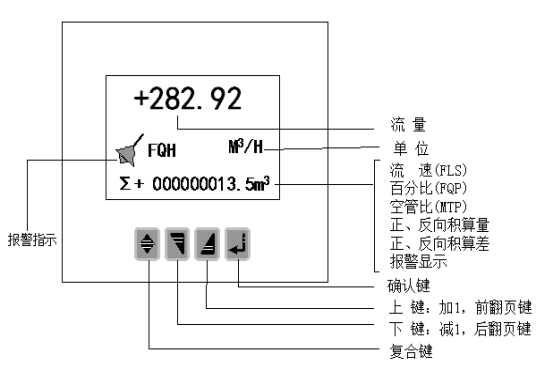 +282.92
FQH M³/H
Σ+ 000000013.5m³
报警指示
流 量
单 位
流 速(FLS)
百分比(FQP)
空管比(MTP)
正、反向积算量
正、反向积算差
报警显示
确认键
上 键：加1，前翻页键
下 键：减1，后翻页键
复合键